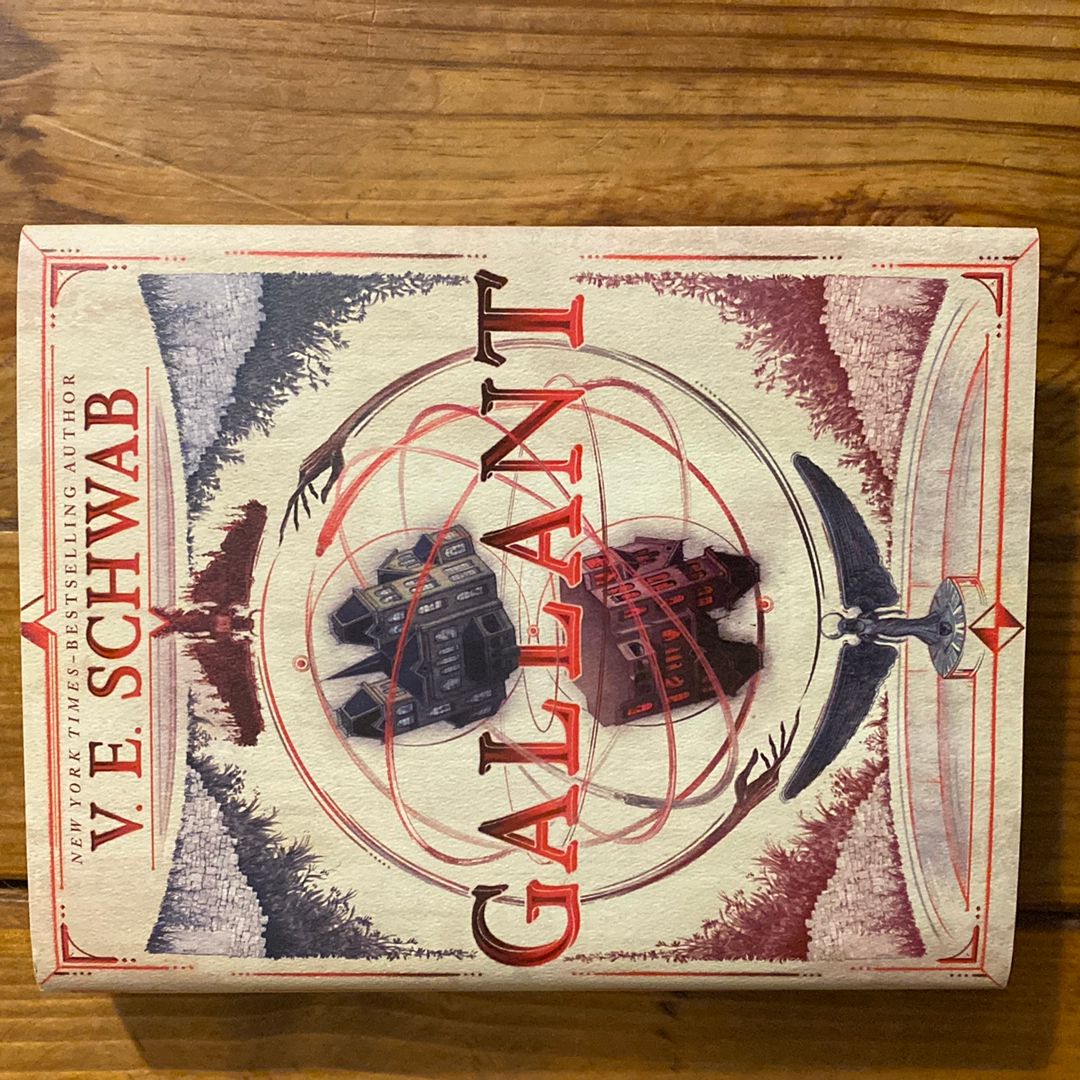 NEW YORK TIMES-BESTSELLING AUTHOR
V. E. SCHWAB
GALLANT